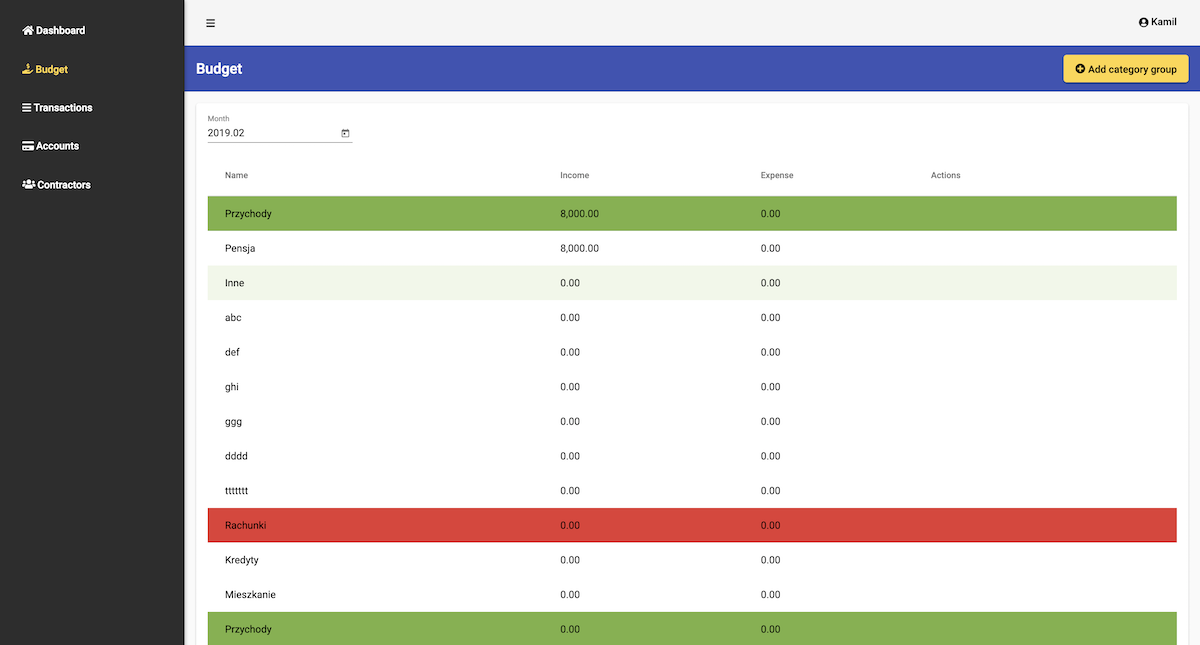 Dashboard
Budget
Transactions
Accounts
Contractors
Kamil
Budget
Add category group
Month
2019.02
Name Income Expense Actions
Przychody 8,000.00 0.00
Pensja 8,000.00 0.00
Inne 0.00 0.00
abc 0.00 0.00
def 0.00 0.00
ghi 0.00 0.00
ggg 0.00 0.00
dddd 0.00 0.00
ttttttt 0.00 0.00
Rachunki 0.00 0.00
Kredyty 0.00 0.00
Mieszkanie 0.00 0.00
Przychody 0.00 0.00